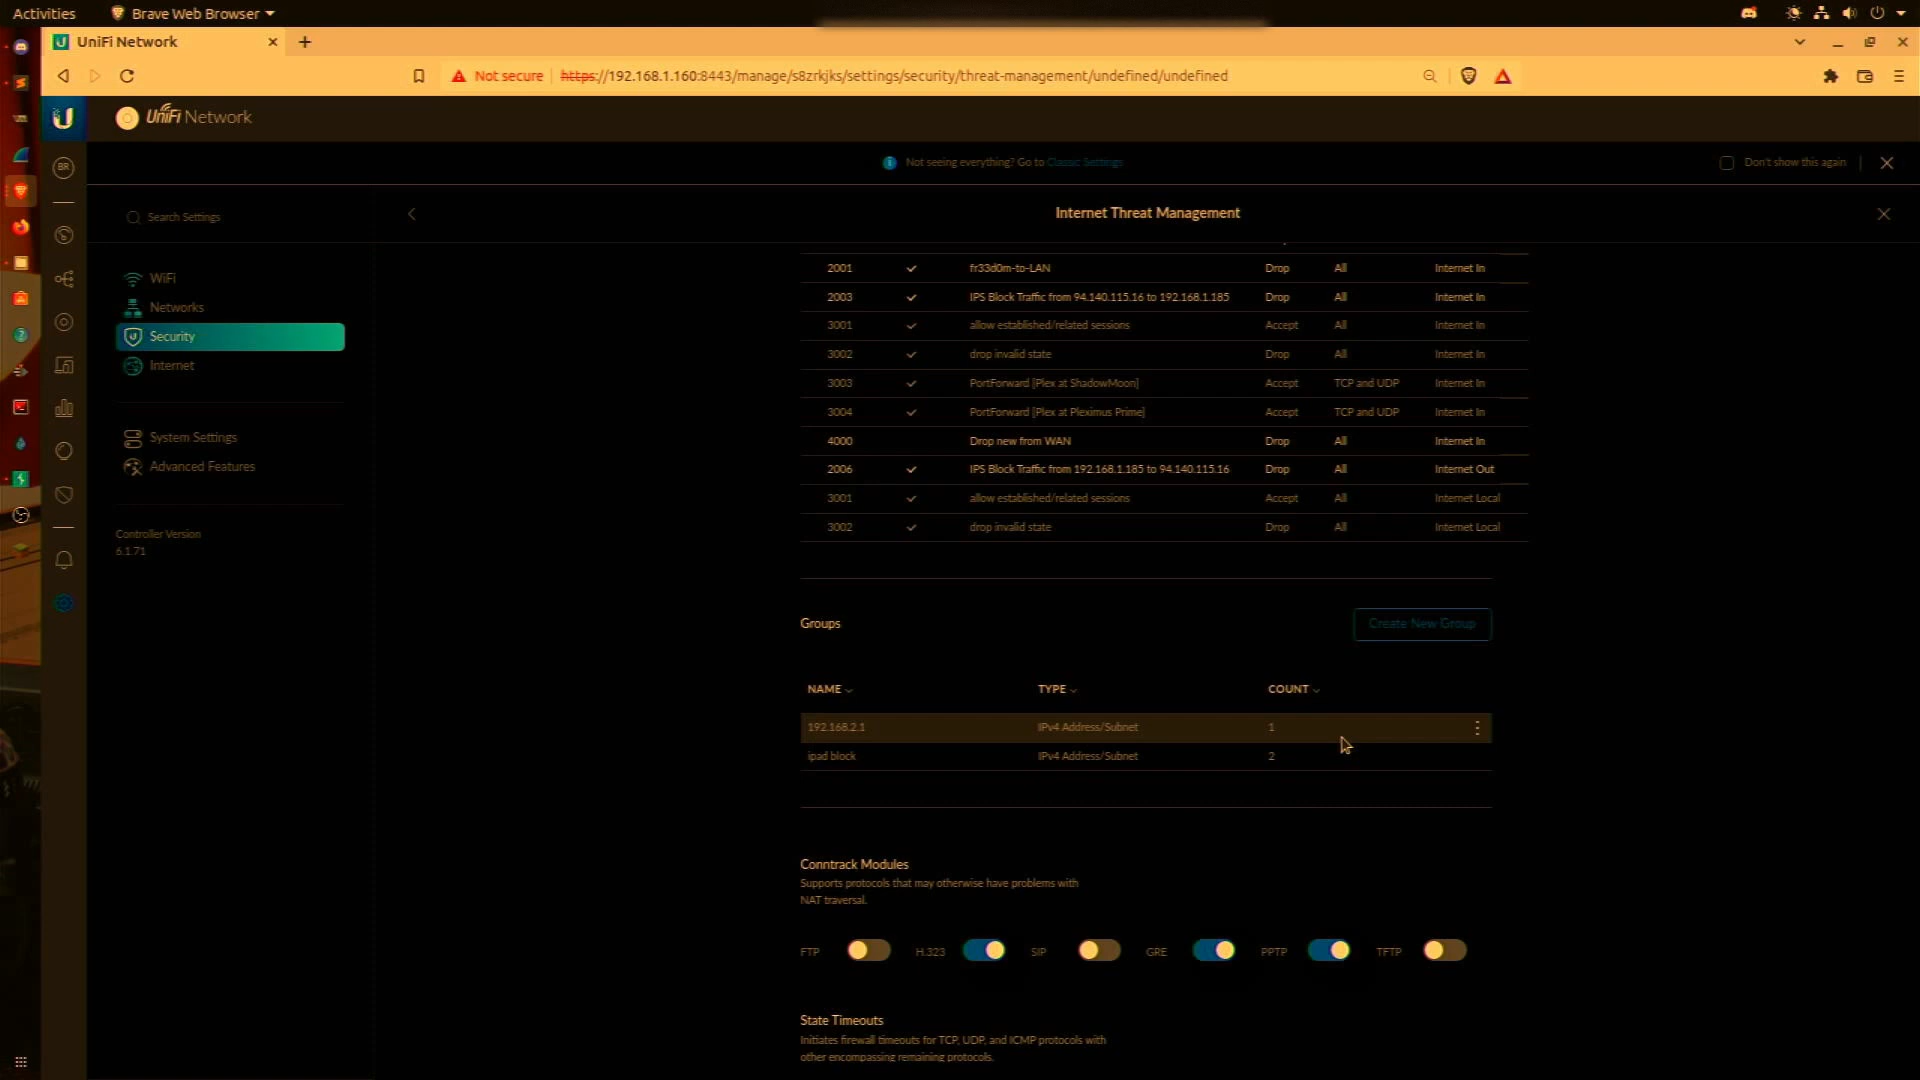 Activities
Brave Web Browser
UniFi Network
Not secure
https://192.168.1.160:8443/manage/s8zrkjks/settings/security/threat-management/undefined/undefined
UniFi Network
BR
Not seeing everything? Go to Classic Settings
Don't show this again
Search Settings
Internet Threat Management
WiFi
Networks
Security
Internet
System Settings
Advanced Features
Controller Version
6.1.71
2001 fr33d0m-to-LAN Drop All Internet In
2003 IPS Block Traffic from 94.140.115.16 to 192.168.1.185 Drop All Internet In
3001 allow established/related sessions Accept All Internet In
3002 drop invalid state Drop All Internet In
3003 PortForward [Plex at ShadowMoon] Accept TCP and UDP Internet In
3004 PortForward [Plex at Pleximus Prime] Accept TCP and UDP Internet In
4000 Drop new from WAN Drop All Internet In
2006 IPS Block Traffic from 192.168.1.185 to 94.140.115.16 Drop All Internet Out
3001 allow established/related sessions Accept All Internet Local
3002 drop invalid state Drop All Internet Local
Groups
Create New Group
NAME TYPE COUNT
192.168.2.1 IPv4 Address/Subnet 1
ipad block IPv4 Address/Subnet 2
Conntrack Modules
Supports protocols that may otherwise have problems with
NAT traversal.
FTP H.323 SIP GRE PPTP TFTP
State Timeouts
Initiates firewall timeouts for TCP, UDP, and ICMP protocols with
other encompassing remaining protocols.